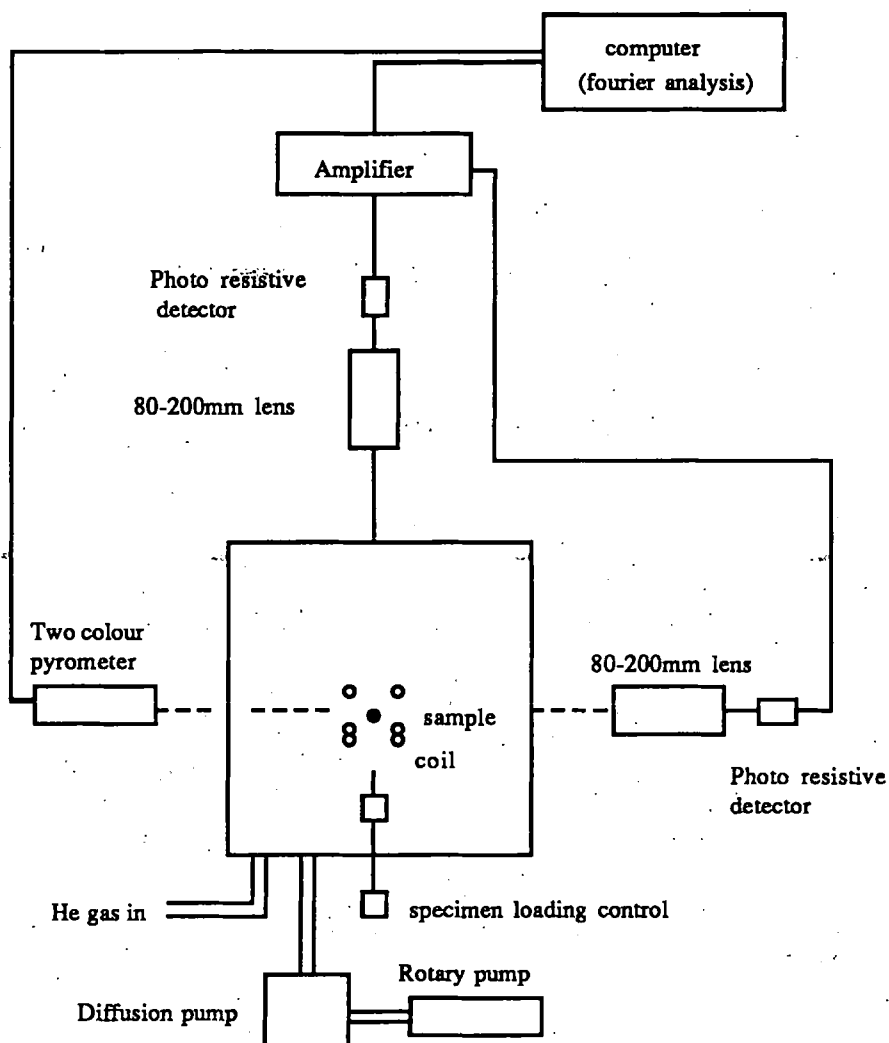 computer
(fourier analysis)
Amplifier
Photo resistive
detector
80-200mm lens
Two colour
pyrometer
80-200mm lens
sample
coil
Photo resistive
detector
He gas in
specimen loading control
Rotary pump
Diffusion pump